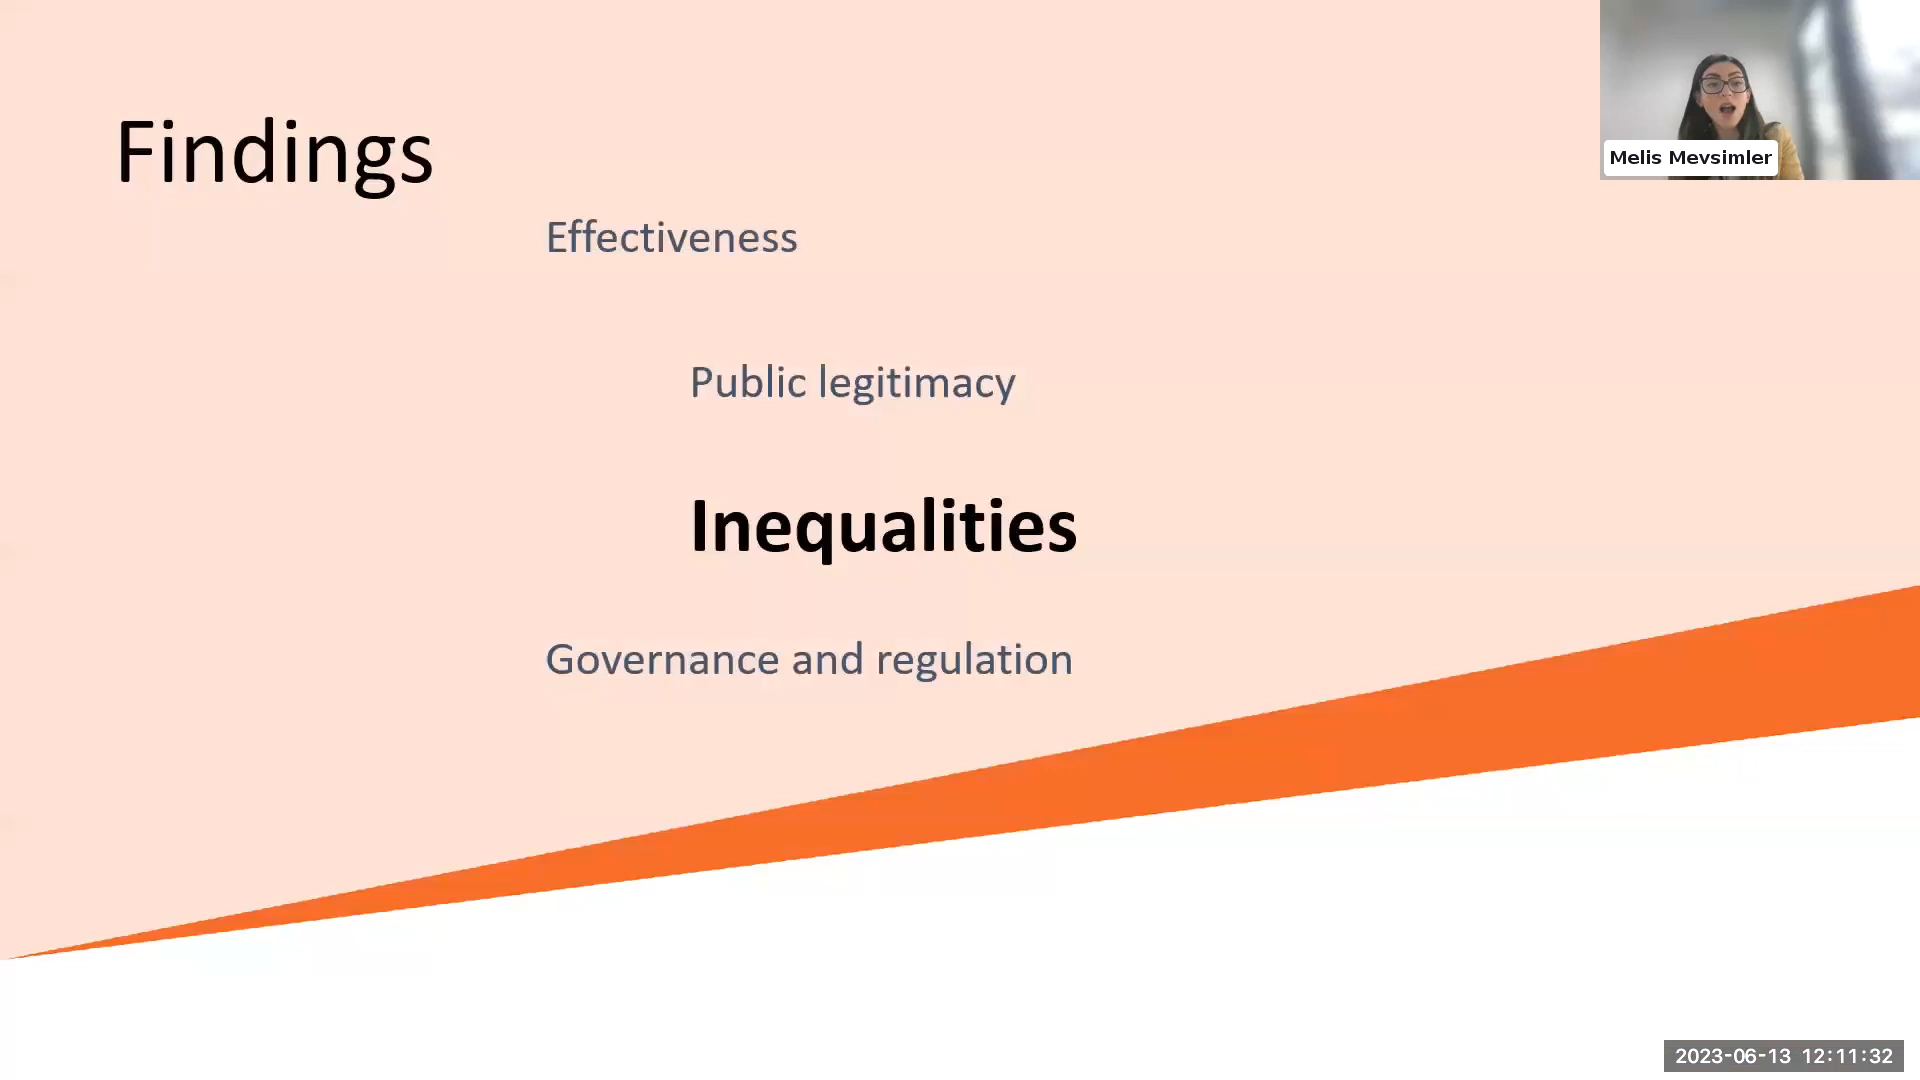 Findings
Melis Mevsimler
Effectiveness
Public legitimacy
Inequalities
Governance and regulation
2023-06-13 12:11:32